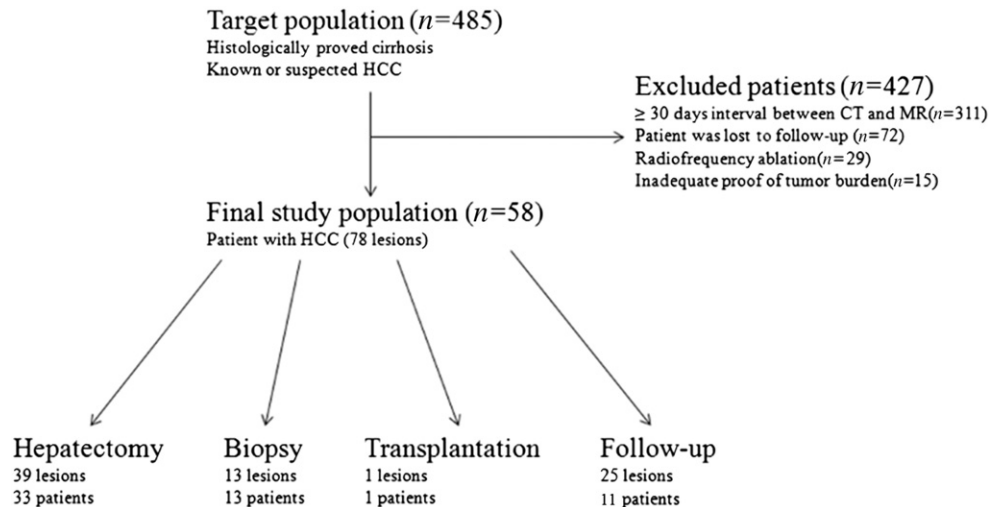 Target population (n=485)
Histologically proved cirrhosis
Known or suspected HCC
Excluded patients (n=427)
≥ 30 days interval between CT and MR(n=311)
Patient was lost to follow-up (n=72)
Radiofrequency ablation(n=29)
Inadequate proof of tumor burden(n=15)
Final study population (n=58)
Patient with HCC (78 lesions)
Hepatectomy
39 lesions
33 patients
Biopsy
13 lesions
13 patients
Transplantation
1 lesions
1 patients
Follow-up
25 lesions
11 patients